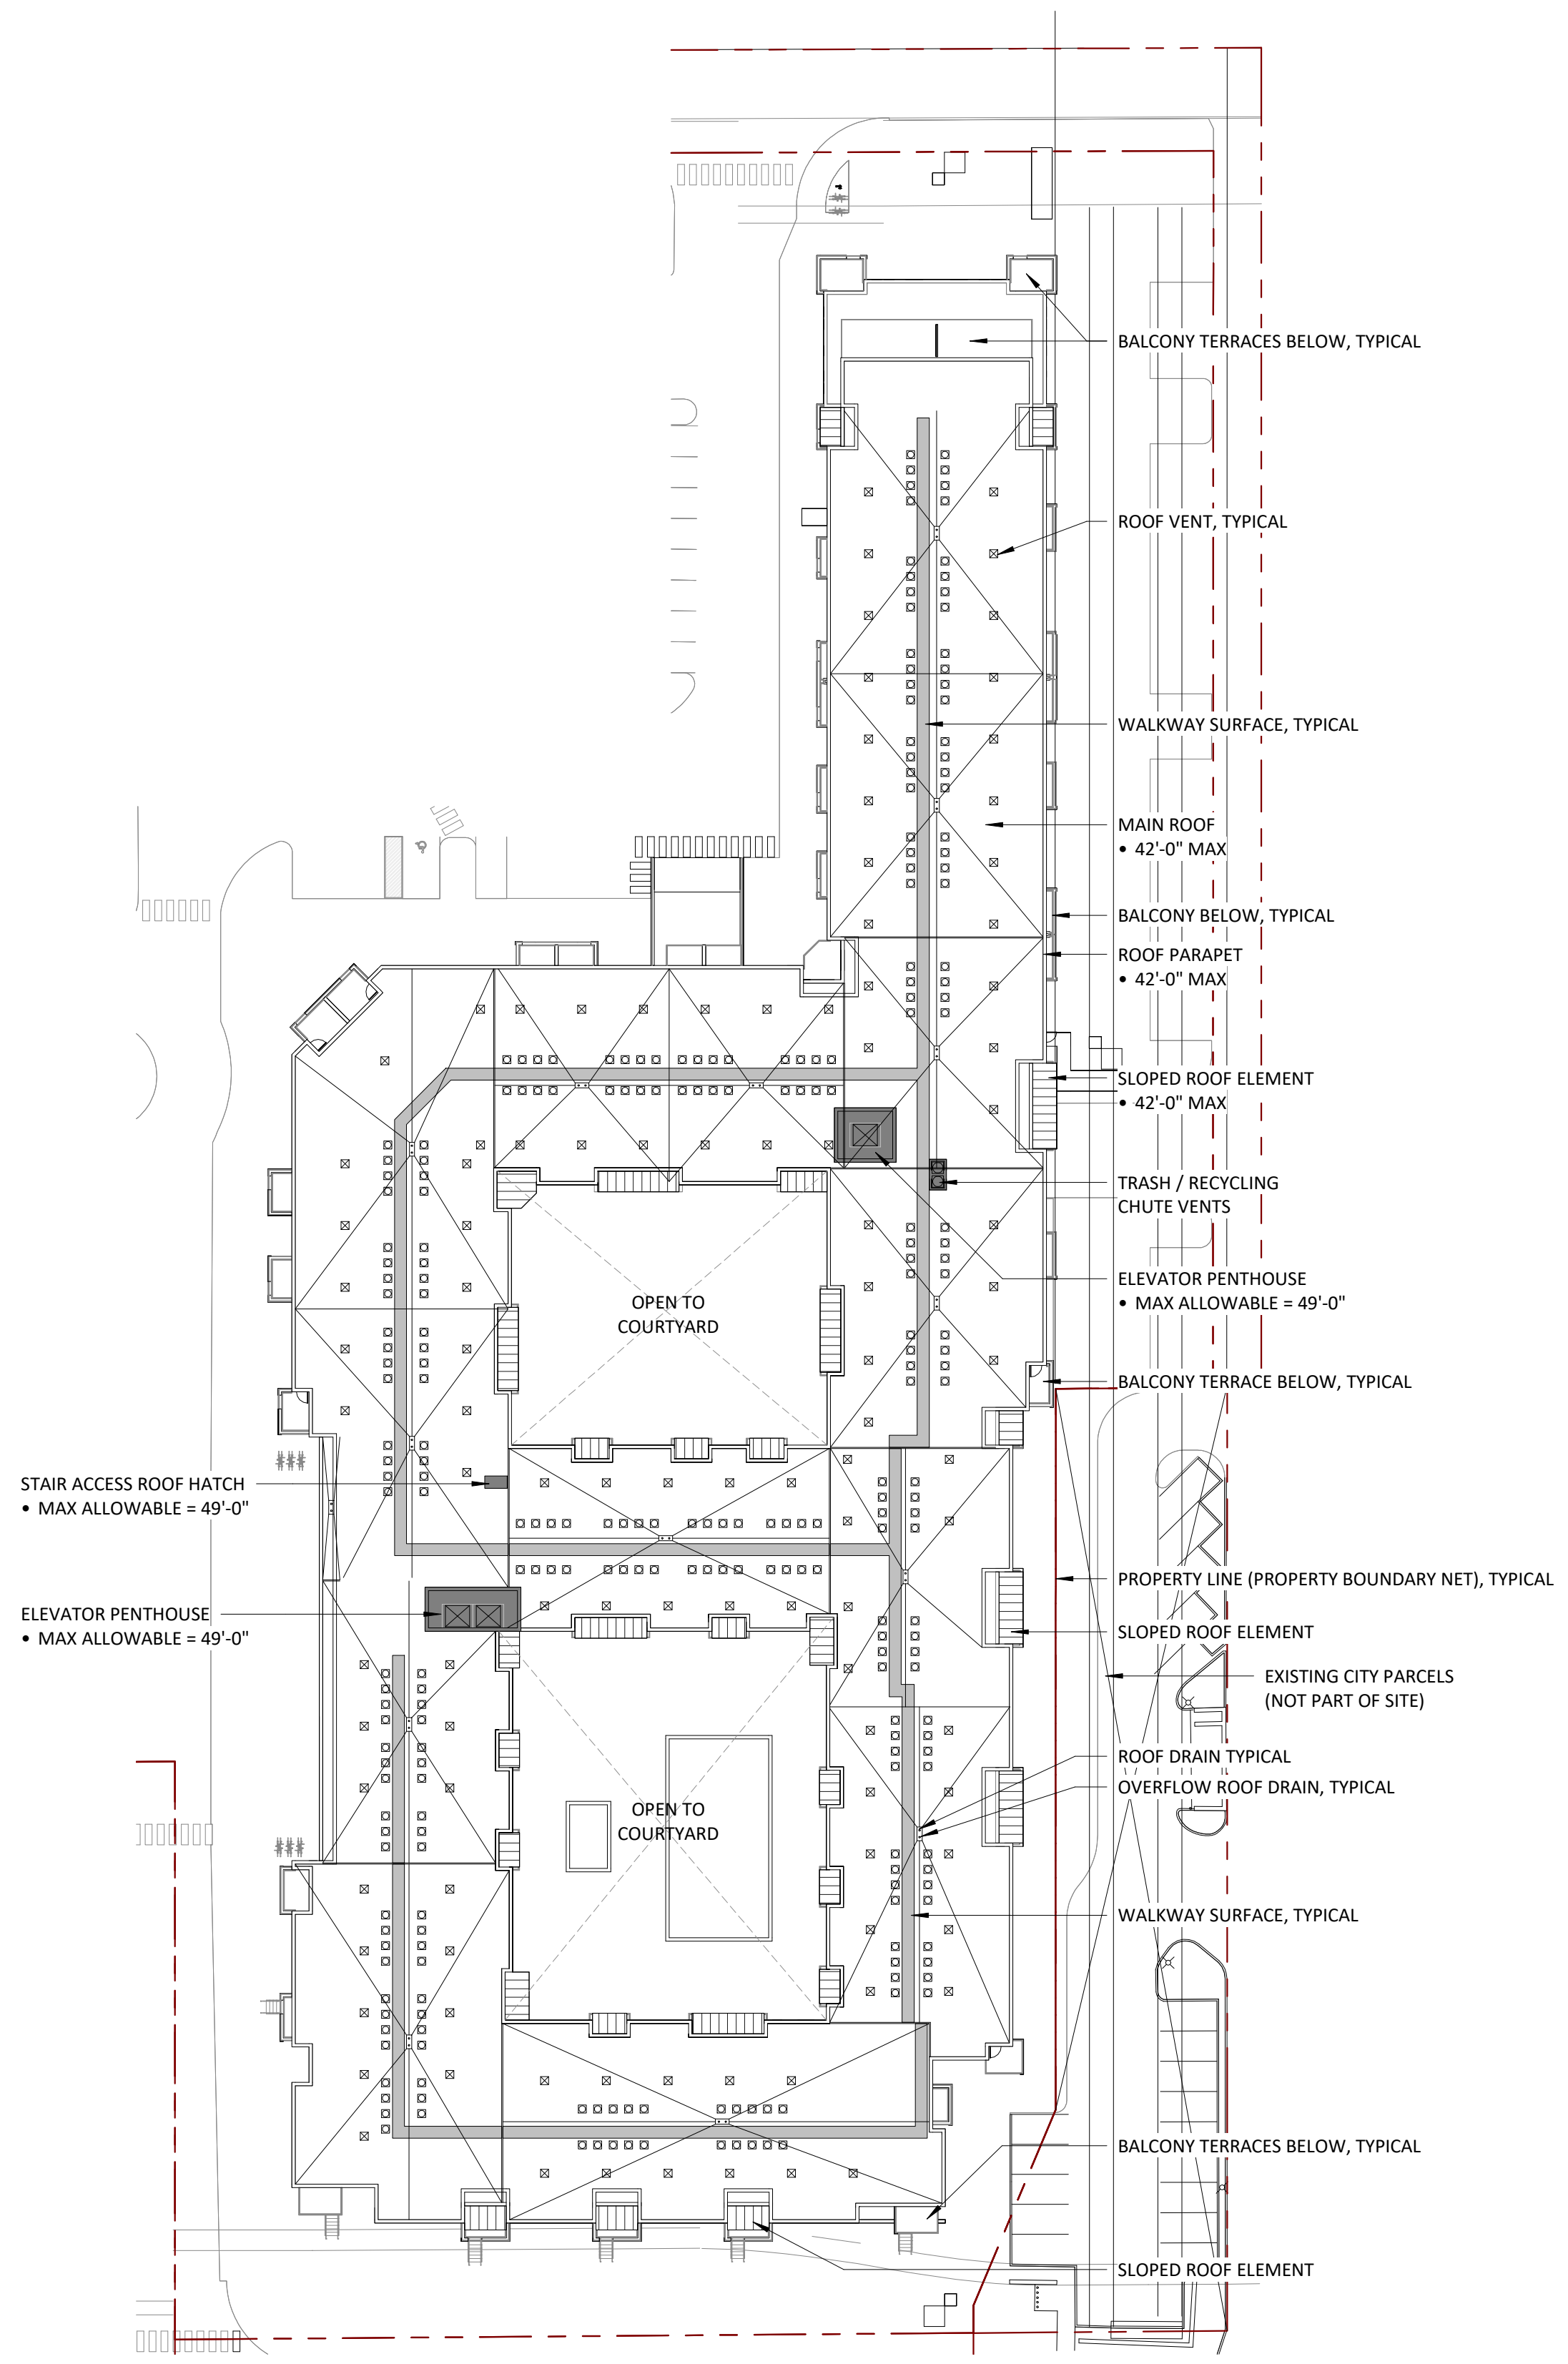 BALCONY TERRACES BELOW, TYPICAL
ROOF VENT, TYPICAL
WALKWAY SURFACE, TYPICAL
MAIN ROOF
• 42'-0" MAX
BALCONY BELOW, TYPICAL
ROOF PARAPET
• 42'-0" MAX
SLOPED ROOF ELEMENT
• 42'-0" MAX
TRASH / RECYCLING
CHUTE VENTS
ELEVATOR PENTHOUSE
• MAX ALLOWABLE = 49'-0"
OPEN TO
COURTYARD
BALCONY TERRACE BELOW, TYPICAL
STAIR ACCESS ROOF HATCH
• MAX ALLOWABLE = 49'-0"
PROPERTY LINE (PROPERTY BOUNDARY NET), TYPICAL
ELEVATOR PENTHOUSE
• MAX ALLOWABLE = 49'-0"
SLOPED ROOF ELEMENT
EXISTING CITY PARCELS
(NOT PART OF SITE)
ROOF DRAIN TYPICAL
OVERFLOW ROOF DRAIN, TYPICAL
OPEN TO
COURTYARD
WALKWAY SURFACE, TYPICAL
BALCONY TERRACES BELOW, TYPICAL
SLOPED ROOF ELEMENT